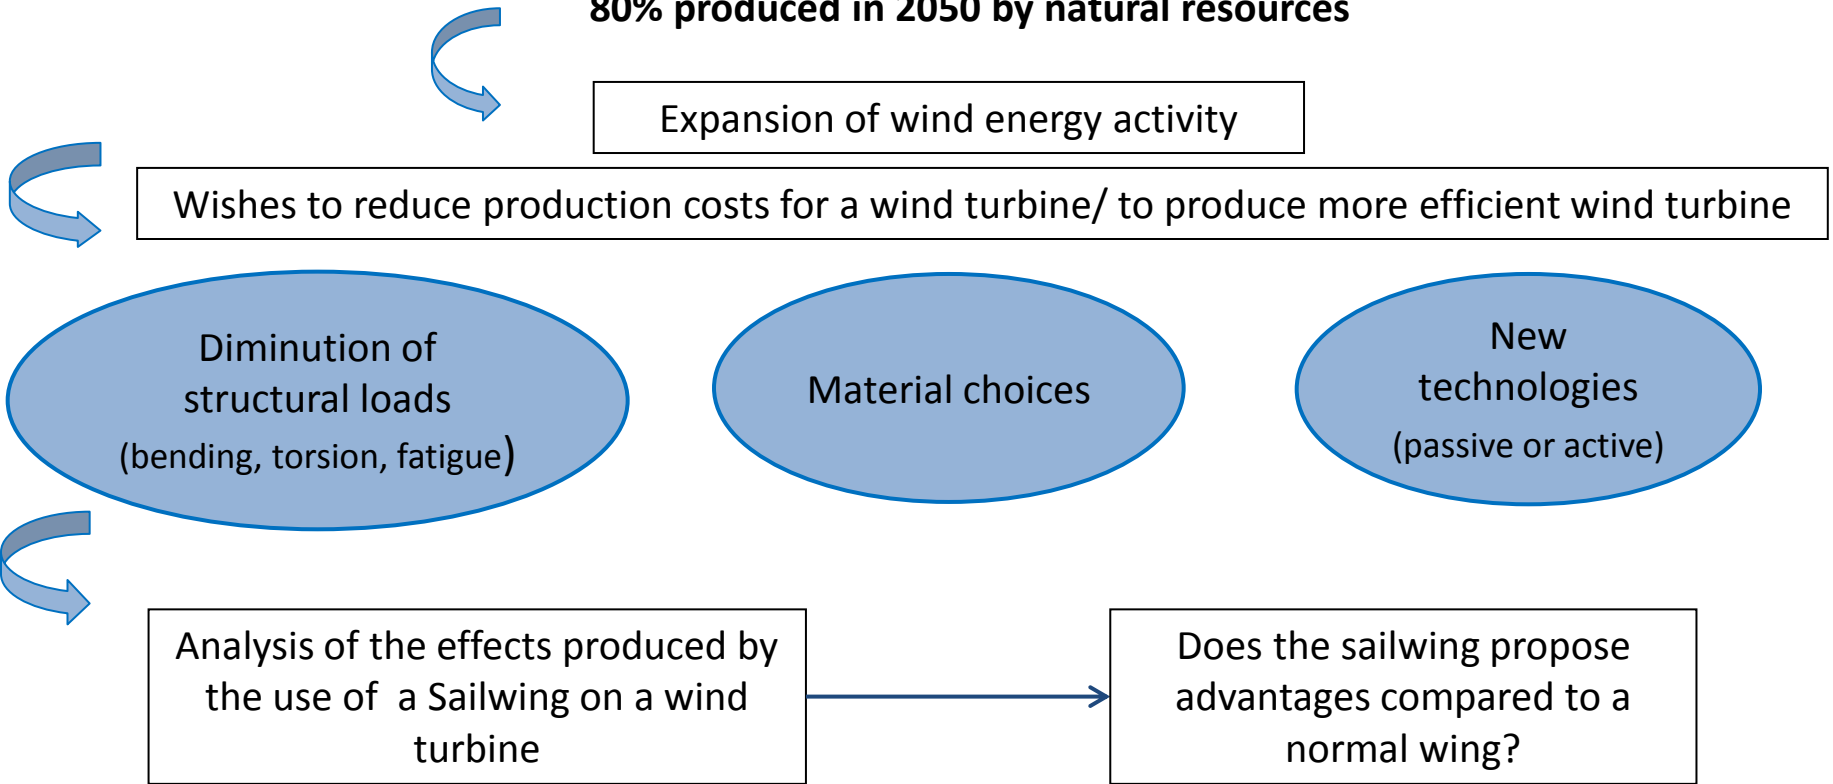 80% produced in 2050 by natural resources
Expansion of wind energy activity
Wishes to reduce production costs for a wind turbine/ to produce more efficient wind turbine
Diminution of
structural loads
(bending, torsion, fatigue)
Material choices
New
technologies
(passive or active)
Analysis of the effects produced by
the use of  a Sailwing on a wind
turbine
Does the sailwing propose
advantages compared to a
normal wing?